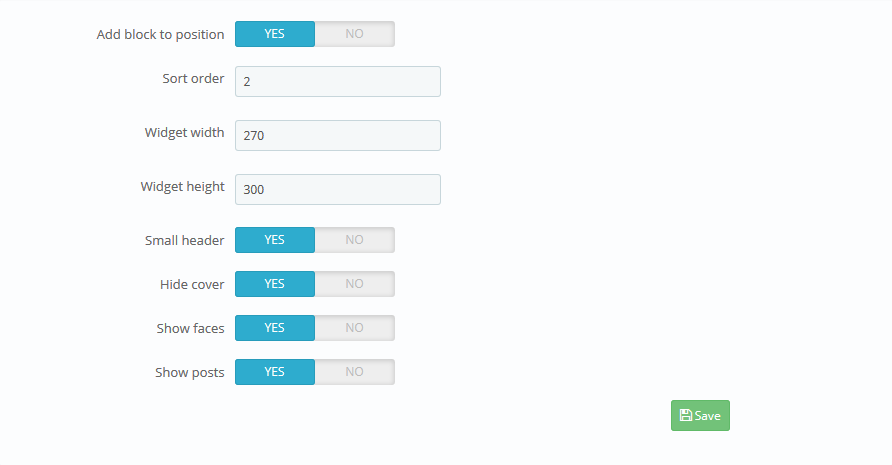 Add block to position YES NO
Sort order 2
Widget width 270
Widget height 300
Small header YES NO
Hide cover YES NO
Show faces YES NO
Show posts YES NO
Save